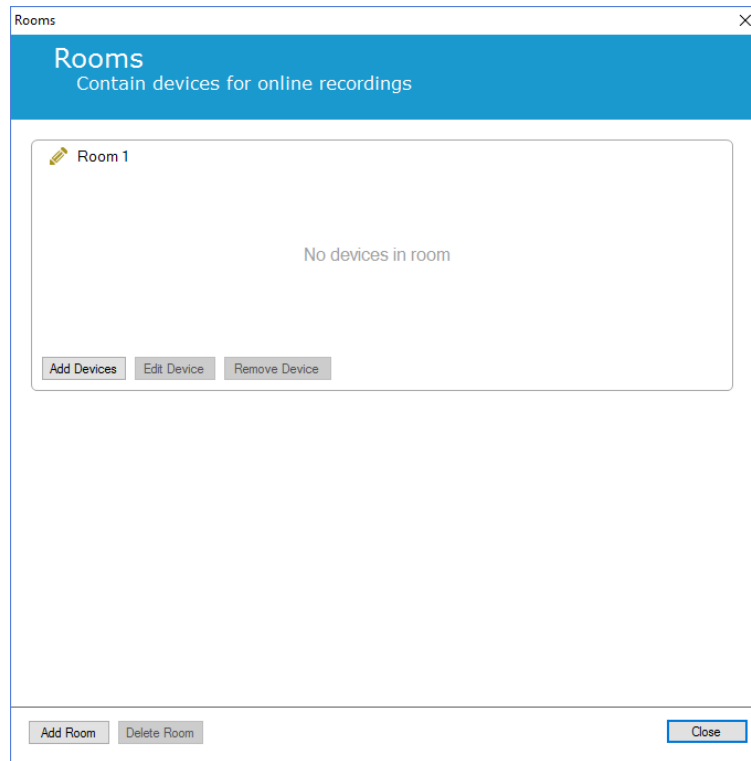 Rooms
Rooms
Contain devices for online recordings
Room 1
No devices in room
Add Devices Edit Device Remove Device
Add Room Delete Room Close